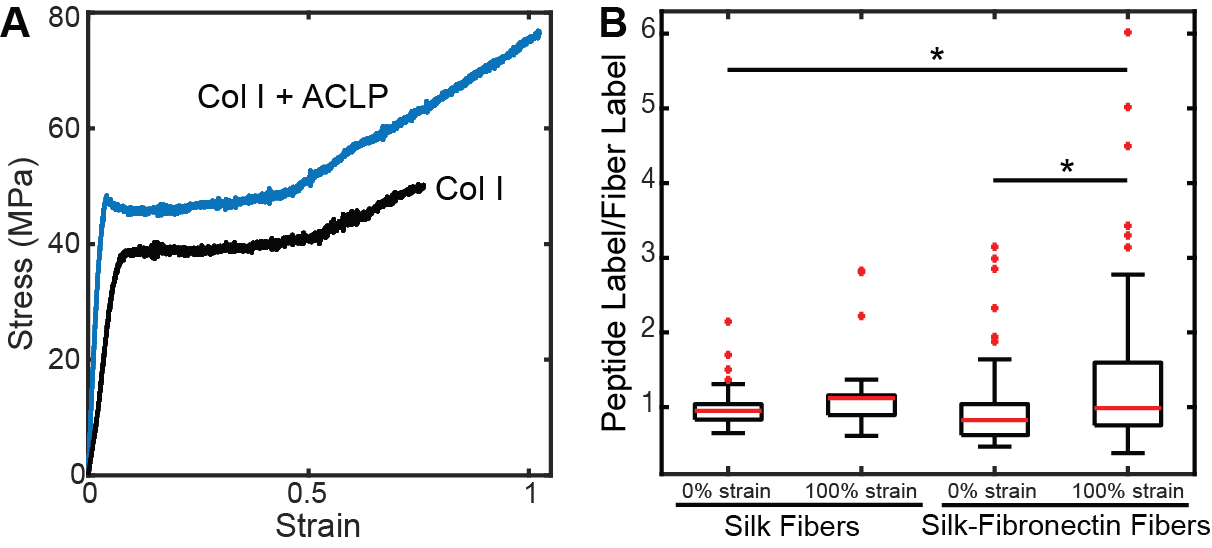 A
Stress (MPa)
80
60
40
20
0
Col I + ACLP
Col I
0
0.5
1
Strain
B
Peptide Label/Fiber Label
6
5
4
3
2
1
*
*
0% strain
100% strain
0% strain
100% strain
Silk Fibers
Silk-Fibronectin Fibers